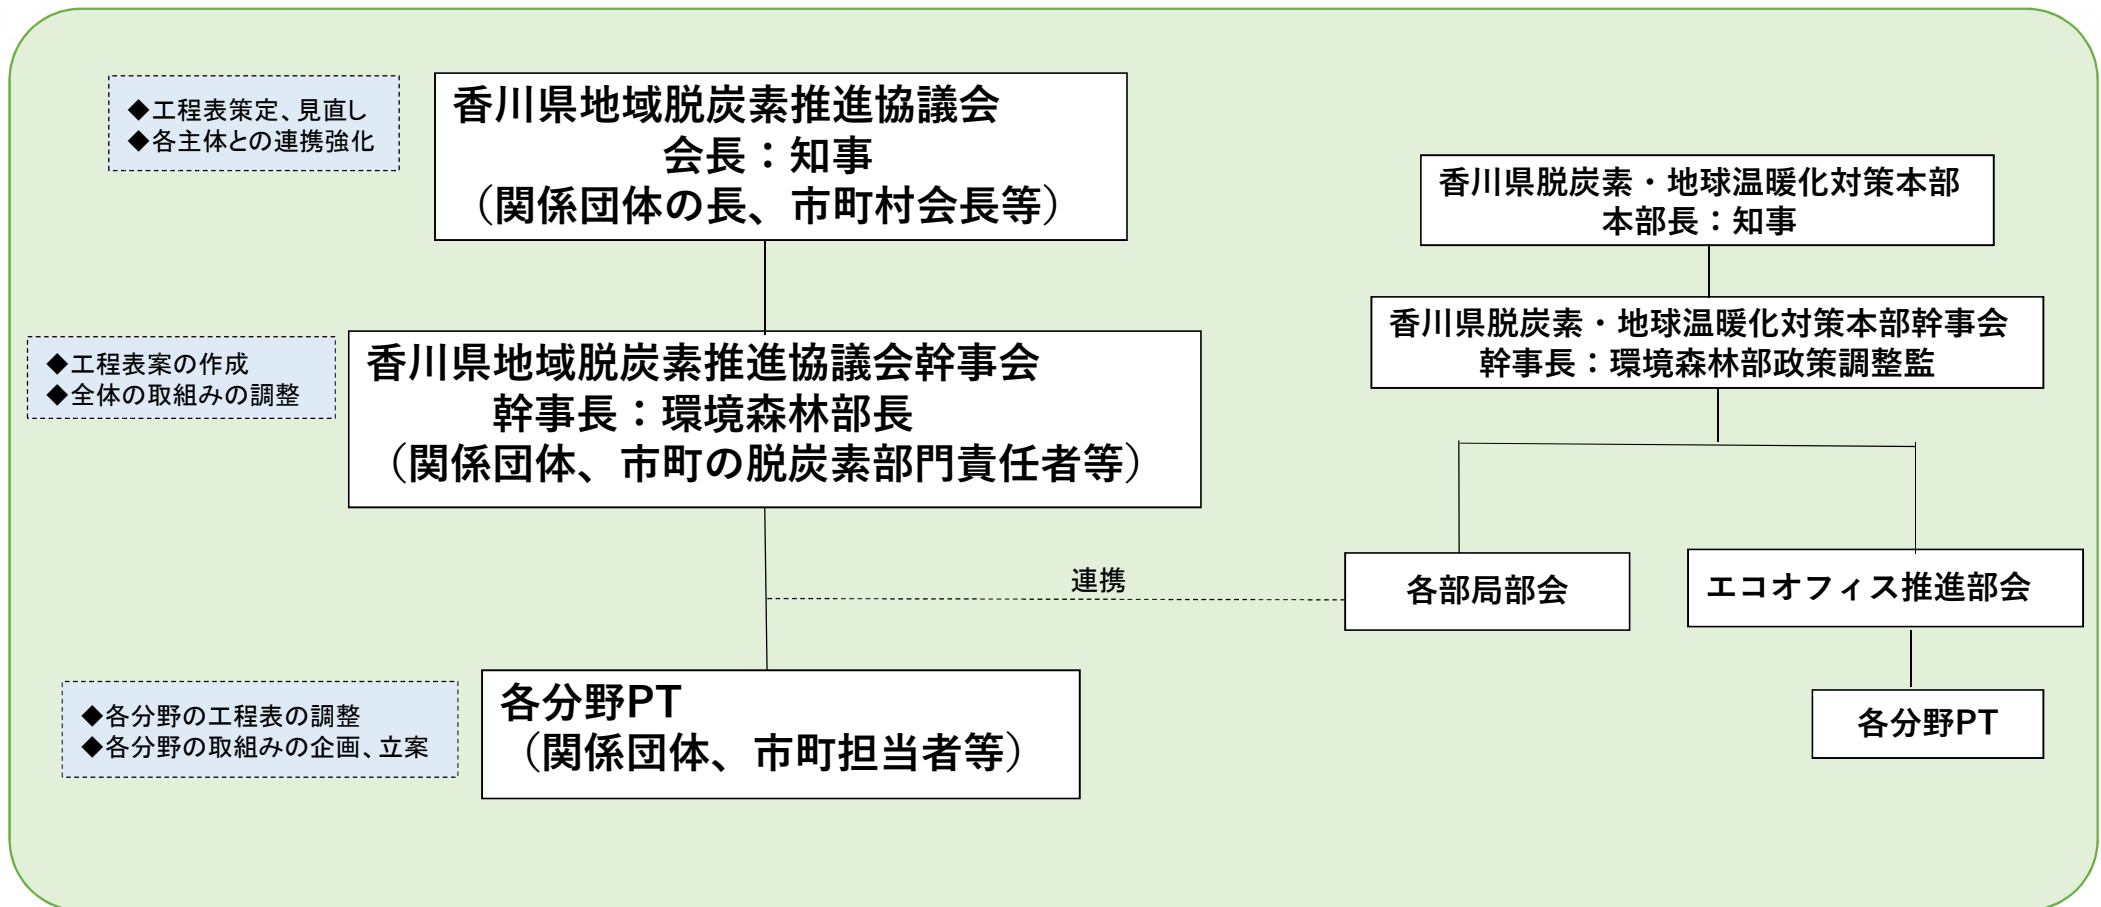 ◆工程表策定、見直し
◆各主体との連携強化
香川県地域脱炭素推進協議会
会長：知事
（関係団体の長、市町村会長等）
◆工程表案の作成
◆全体の取組みの調整
香川県地域脱炭素推進協議会幹事会
幹事長：環境森林部長
（関係団体、市町の脱炭素部門責任者等）
◆各分野の工程表の調整
◆各分野の取組みの企画、立案
各分野PT
（関係団体、市町担当者等）
連携
香川県脱炭素・地球温暖化対策本部
本部長：知事
香川県脱炭素・地球温暖化対策本部幹事会
幹事長：環境森林部政策調整監
各部局部会
エコオフィス推進部会
各分野PT